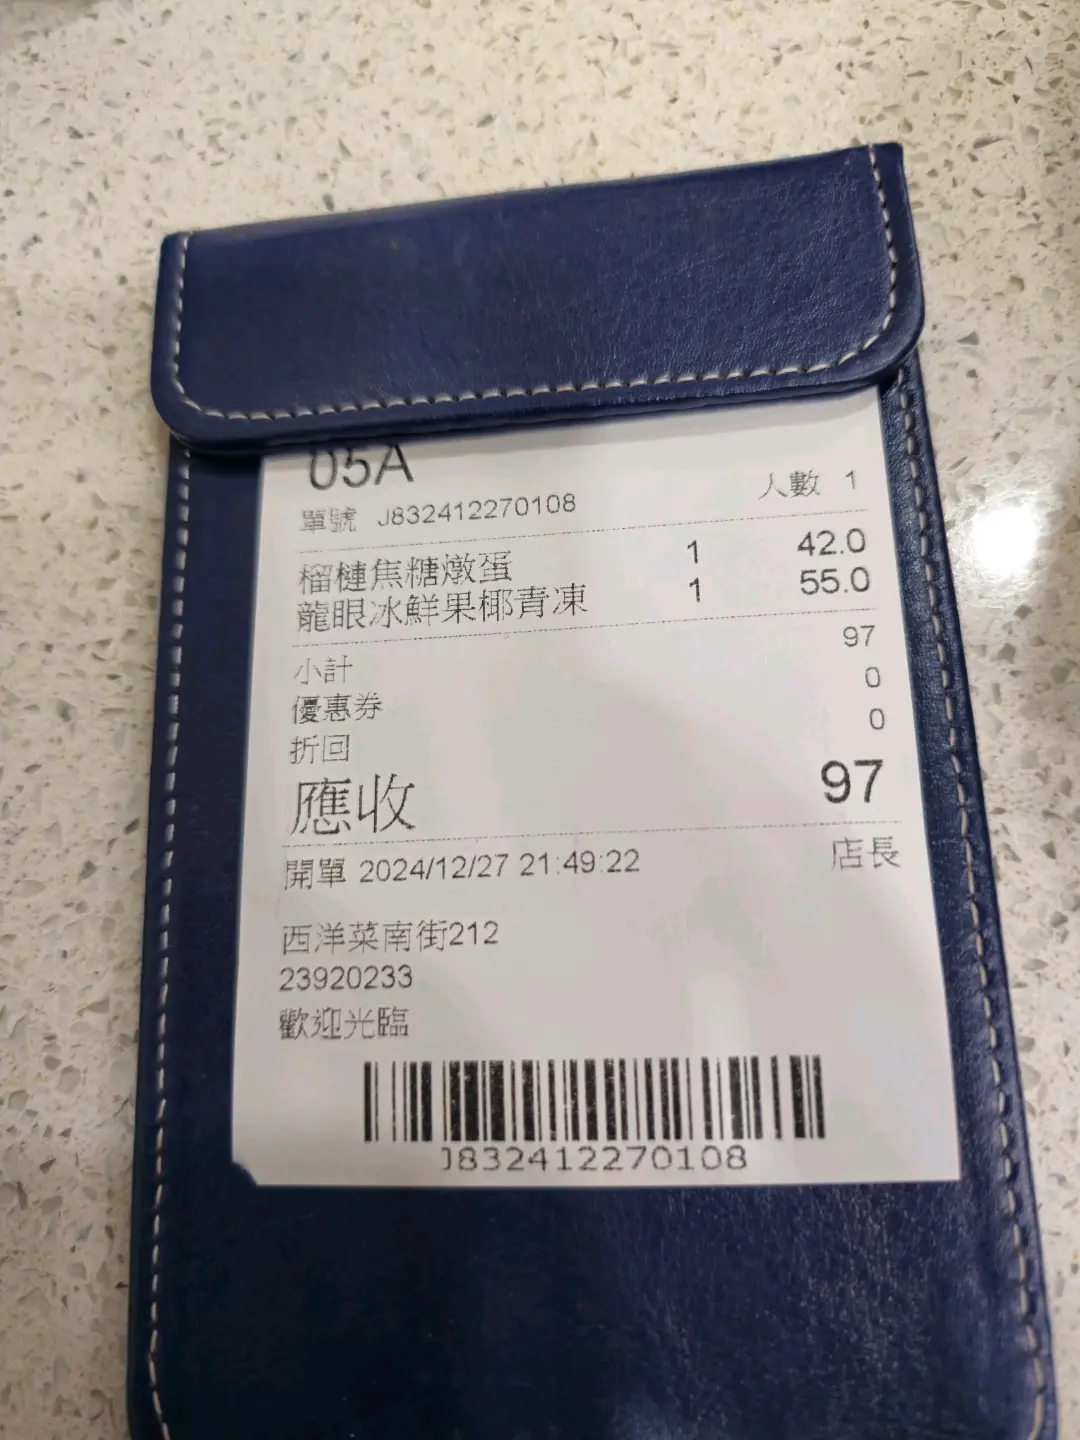 05A
單號 J832412270108 人數 1
榴槤焦糖燉蛋 1 42.0
龍眼冰鮮果椰青凍 1 55.0
小計 97
優惠券 0
折回 0
應收 97
開單 2024/12/27 21:49:22 店長
西洋菜南街212
23920233
歡迎光臨
J832412270108